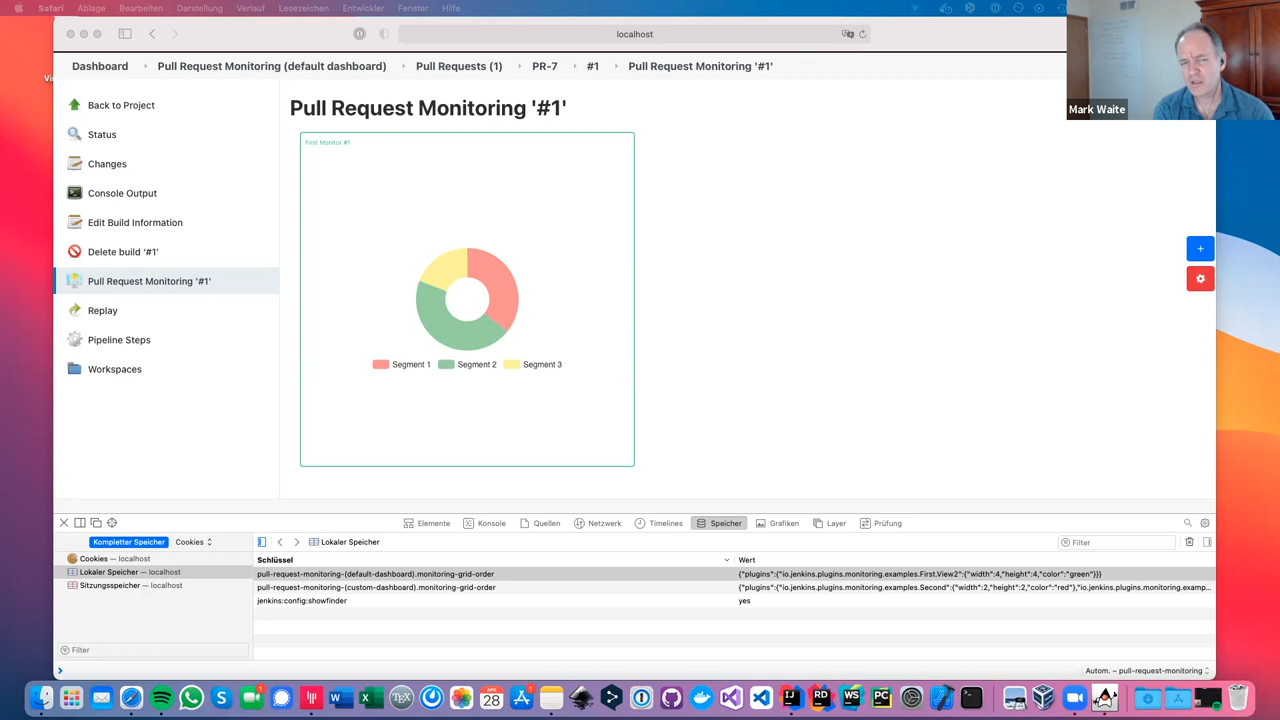 Safari Ablage Bearbeiten Darstellung Verlauf Lesezeichen Entwickler Fenster Hilfe
localhost
Dashboard Pull Request Monitoring (default dashboard) Pull Requests (1) PR-7 #1 Pull Request Monitoring '#1'
Mark Waite
Back to Project
Status
Changes
Console Output
Edit Build Information
Delete build '#1'
Pull Request Monitoring '#1'
Replay
Pipeline Steps
Workspaces
Pull Request Monitoring '#1'
First Monitor #1
Segment 1 Segment 2 Segment 3
+
Elemente Konsole Quellen Netzwerk Timelines Speicher Grafiken Layer Prüfung
Kompletter Speicher Cookies Lokaler Speicher Filter
Cookies — localhost
Lokaler Speicher — localhost
Sitzungsspeicher — localhost
Filter
Schlüssel Wert
pull-request-monitoring-(default-dashboard).monitoring-grid-order {"plugins":{"io.jenkins.plugins.monitoring.examples.First.View2":{"width":4,"height":4,"color":"green"}}}
pull-request-monitoring-(custom-dashboard).monitoring-grid-order {"plugins":{"io.jenkins.plugins.monitoring.examples.Second":{"width":2,"height":2,"color":"red"},"io.jenkins.plugins.monitoring.examp...
jenkins:config:showfinder yes
Autom. – pull-request-monitoring
APR
28